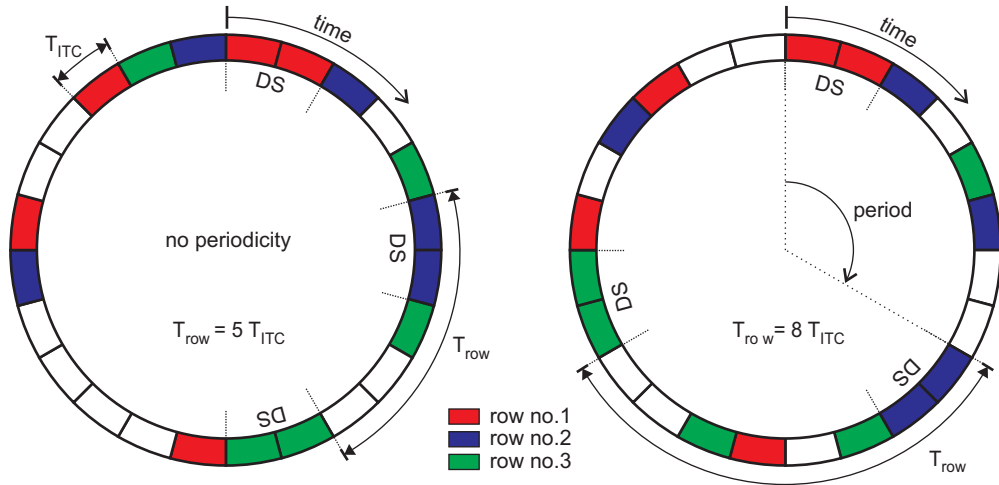 T_ITC
time
DS
DS
no periodicity
T_row = 5 T_ITC
T_row
DS
time
DS
period
DS
T_ro w= 8 T_ITC
DS
T_row
row no.1
row no.2
row no.3